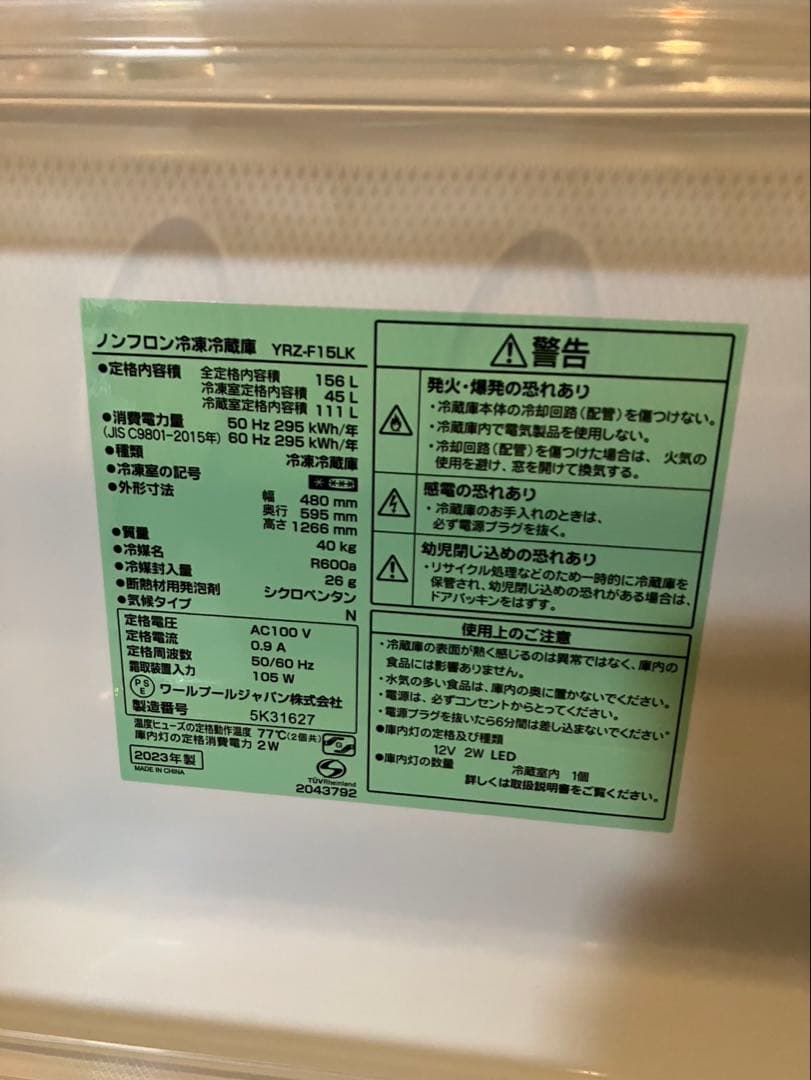 ノンフロン冷凍冷蔵庫 YRZ-F15LK
●定格内容積 全定格内容積 156 L
冷凍室定格内容積 45 L
冷蔵室定格内容積 111 L
●消費電力量 50 Hz 295 kWh/年
(JIS C9801-2015年) 60 Hz 295 kWh/年
●種類 冷凍冷蔵庫
●冷凍室の記号
●外形寸法 幅 480 mm
奥行 595 mm
高さ 1266 mm
●質量 40 kg
●冷媒名 R600a
●冷媒封入量 26 g
●断熱材用発泡剤 シクロペンタン
●気候タイプ N
定格電圧 AC100 V
定格電流 0.9 A
定格周波数 50/60 Hz
霜取装置入力 105 W
PSE ワールプールジャパン株式会社
製造番号 5K31627
温度ヒューズの定格動作温度 77℃(2個共)
庫内灯の定格消費電力 2W
2023年製
MADE IN CHINA
TÜVRheinland
2043792
警告
発火・爆発の恐れあり
・冷蔵庫本体の冷却回路(配管)を傷つけない。
・冷蔵庫内で電気製品を使用しない。
・冷却回路(配管)を傷つけた場合は、火気の
使用を避け、窓を開けて換気する。
感電の恐れあり
・冷蔵庫のお手入れのときは、
必ず電源プラグを抜く。
幼児閉じ込めの恐れあり
・リサイクル処理などのため一時的に冷蔵庫を
保管され、幼児閉じ込めの恐れがある場合は、
ドアパッキンをはずす。
使用上のご注意
・冷蔵庫の表面が熱く感じるのは異常ではなく、庫内の
食品には影響ありません。
・水気の多い食品は、庫内の奥に置かないでください。
・電源は、必ずコンセントからとってください。
・電源プラグを抜いたら6分間は差し込まないでください。
●庫内灯の定格及び種類
12V 2W LED
●庫内灯の数量 冷蔵室内 1個
詳しくは取扱説明書をご覧ください。